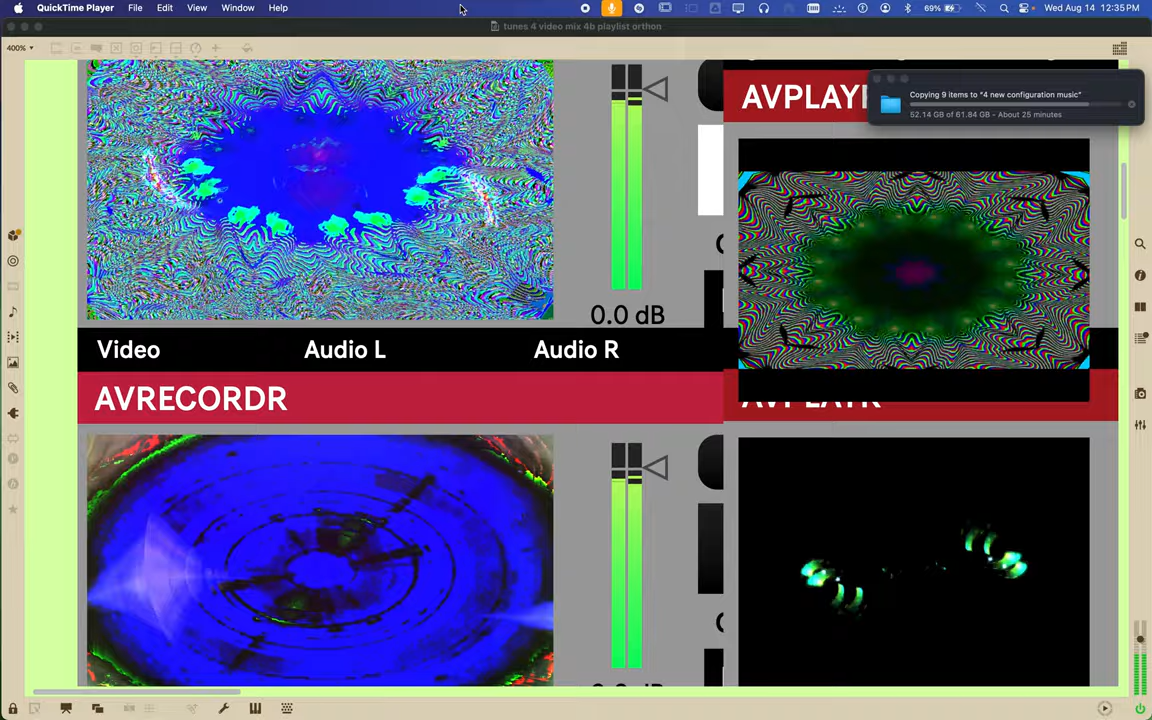 QuickTime Player File Edit View Window Help
69% Wed Aug 14 12:35PM
tunes 4 video mix 4b playlist orthon
400%
Copying 9 items to "4 new configuration music"
52.14 GB of 61.84 GB - About 25 minutes
AVPLAY
0.0 dB
Video Audio L Audio R
AVRECORDR